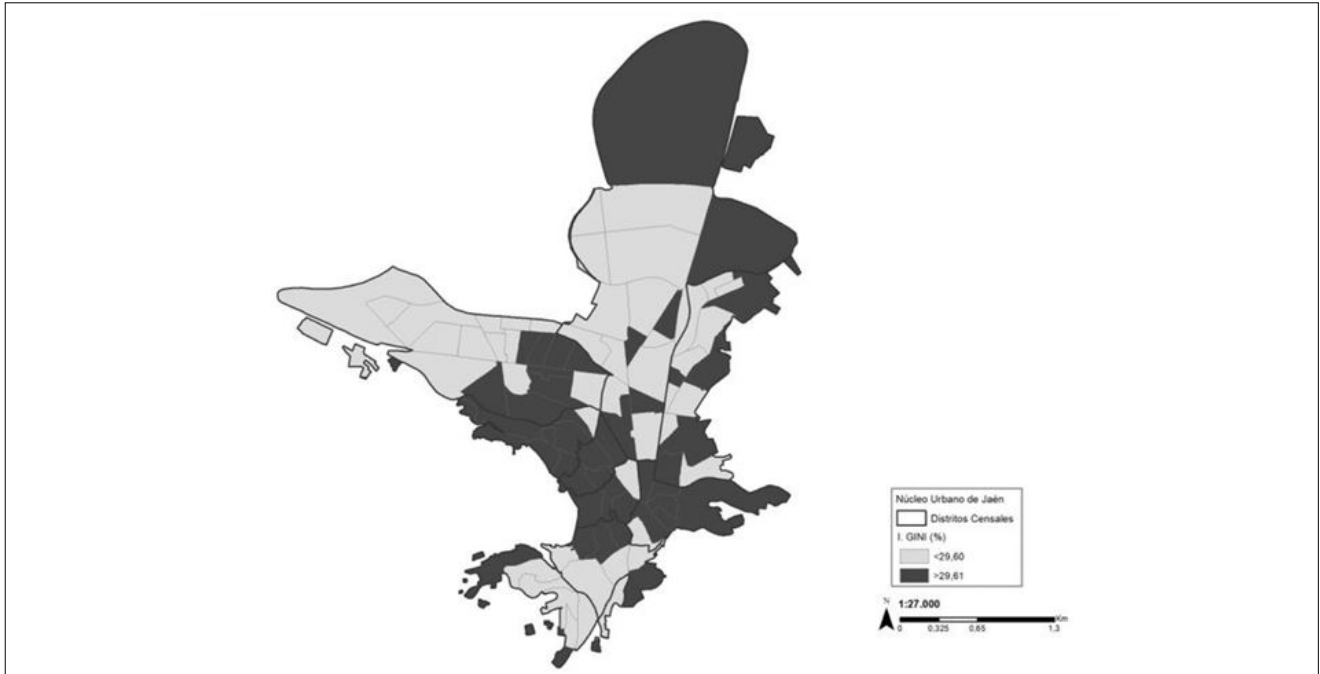 Núcleo Urbano de Jaén
Distritos Censales
I. GINI (%)
<29,60
>29,61
N
1:27.000
Km
0 0,325 0,65 1,3